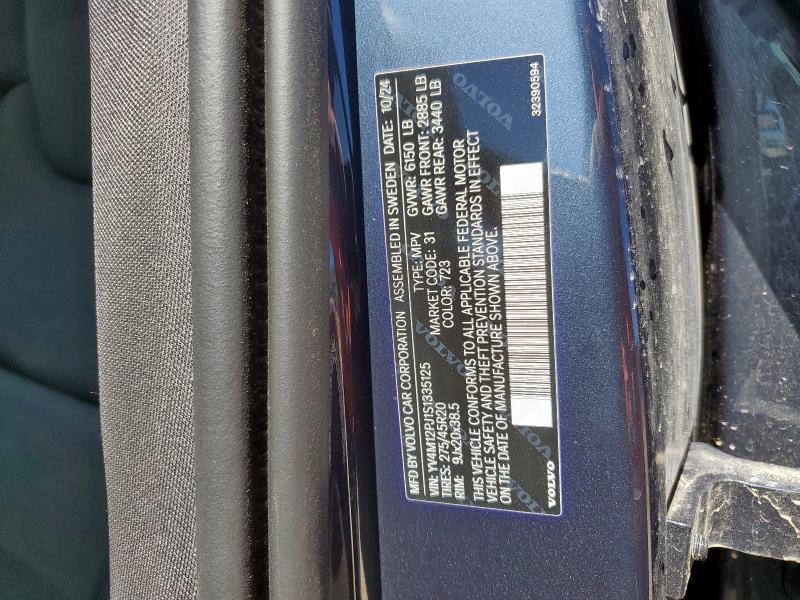 MFD BY VOLVO CAR CORPORATION ASSEMBLED IN SWEDEN DATE: 10/24
VIN: YV4M12PJ1S1335125 TYPE: MPV GVWR: 6150 LB
TIRES: 275/45R20 MARKET CODE: 31 GAWR FRONT: 2885 LB
RIM: 9Jx20x38.5 COLOR: 723 GAWR REAR: 3440 LB
THIS VEHICLE CONFORMS TO ALL APPLICABLE FEDERAL MOTOR
VEHICLE SAFETY AND THEFT PREVENTION STANDARDS IN EFFECT
ON THE DATE OF MANUFACTURE SHOWN ABOVE.
VOLVO 32390594